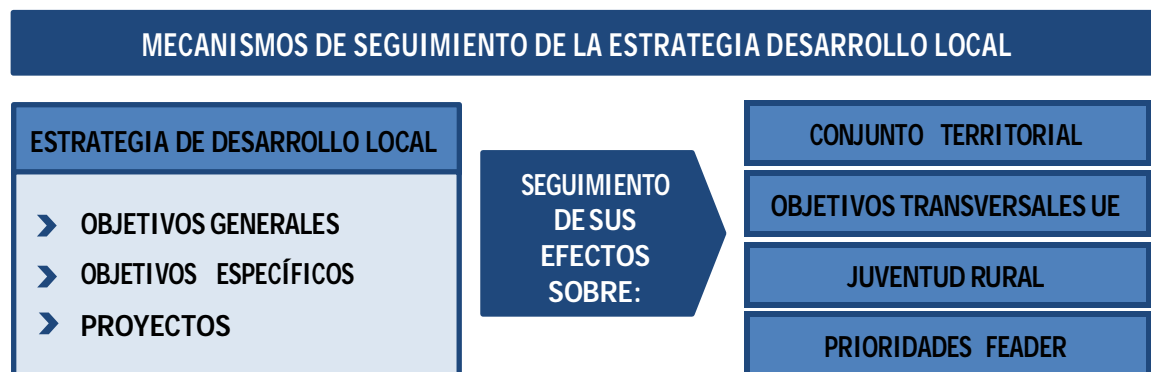 MECANISMOS DE SEGUIMIENTO DE LA ESTRATEGIA DESARROLLO LOCAL
ESTRATEGIA DE DESARROLLO LOCAL
OBJETIVOS GENERALES
OBJETIVOS ESPECÍFICOS
PROYECTOS
SEGUIMIENTO
DE SUS
EFECTOS
SOBRE:
CONJUNTO TERRITORIAL
OBJETIVOS TRANSVERSALES UE
JUVENTUD RURAL
PRIORIDADES FEADER